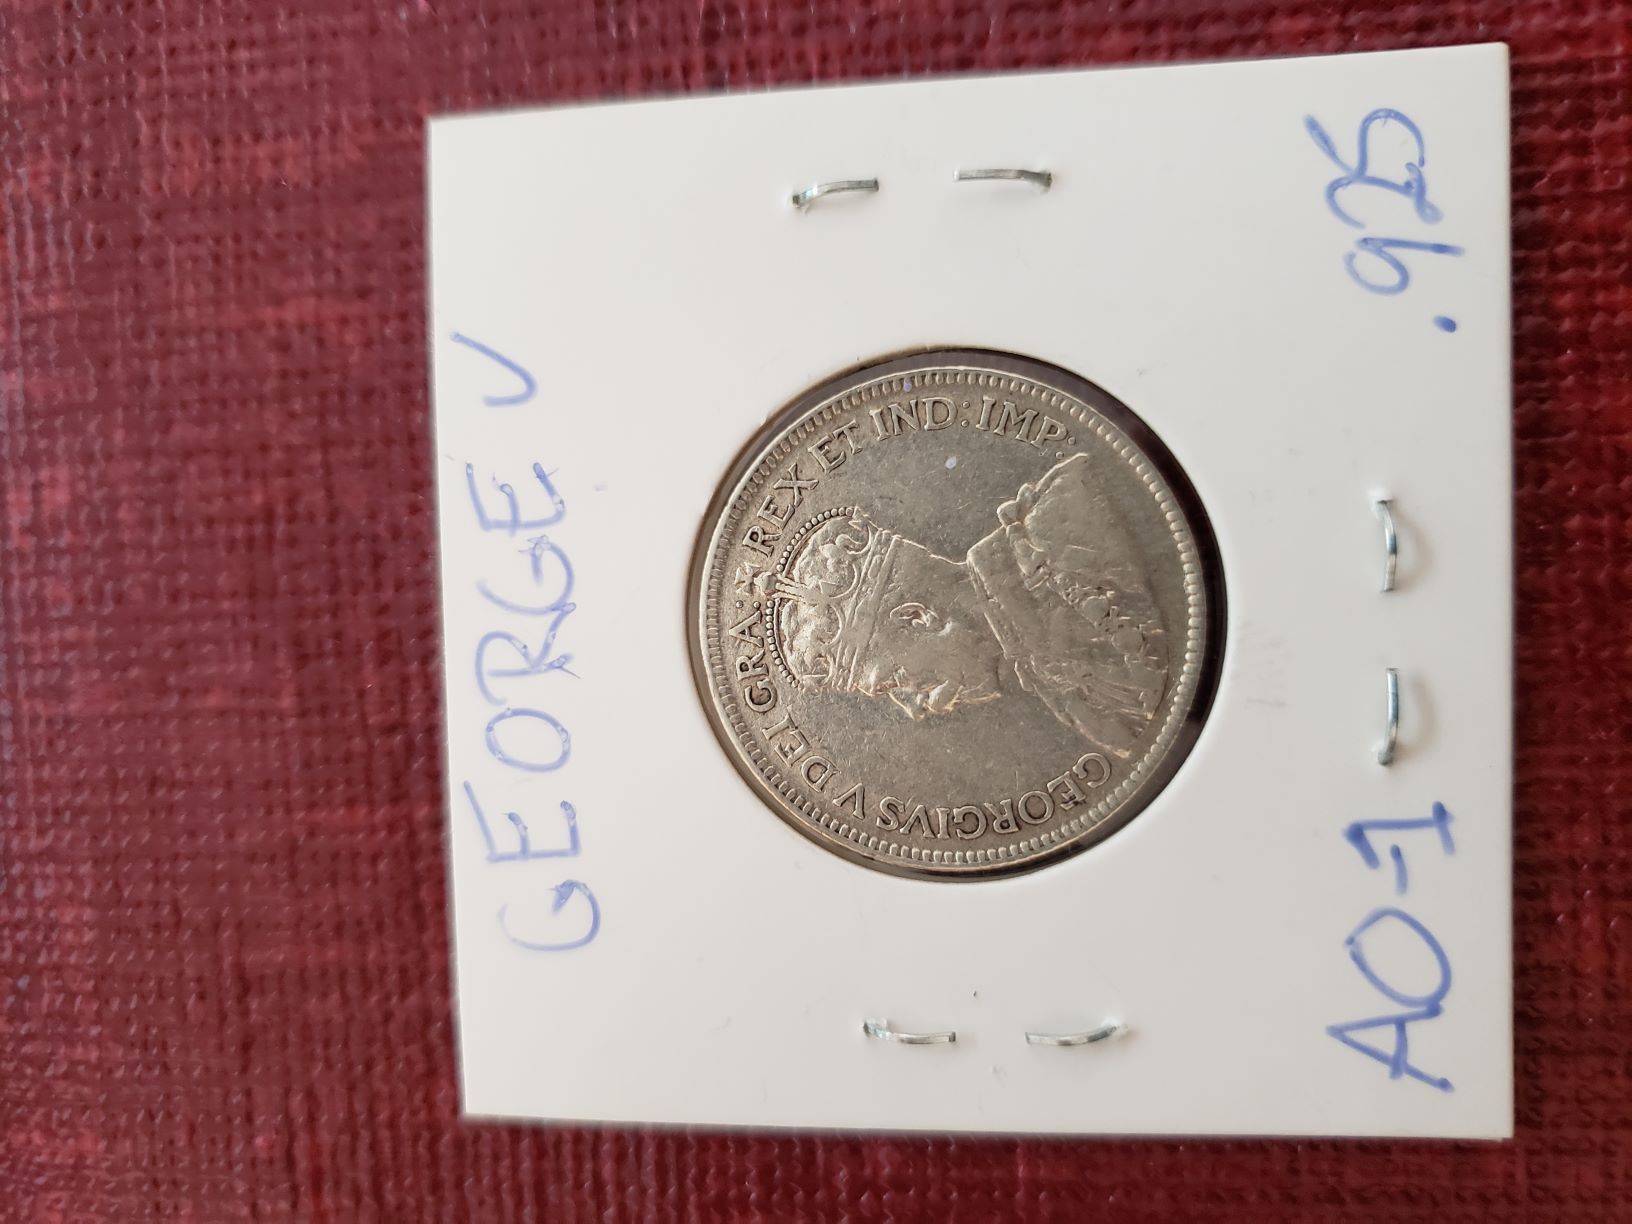 GEORGE V
GEORGIVS V DEI GRA: REX ET IND: IMP:
AO-1 .925